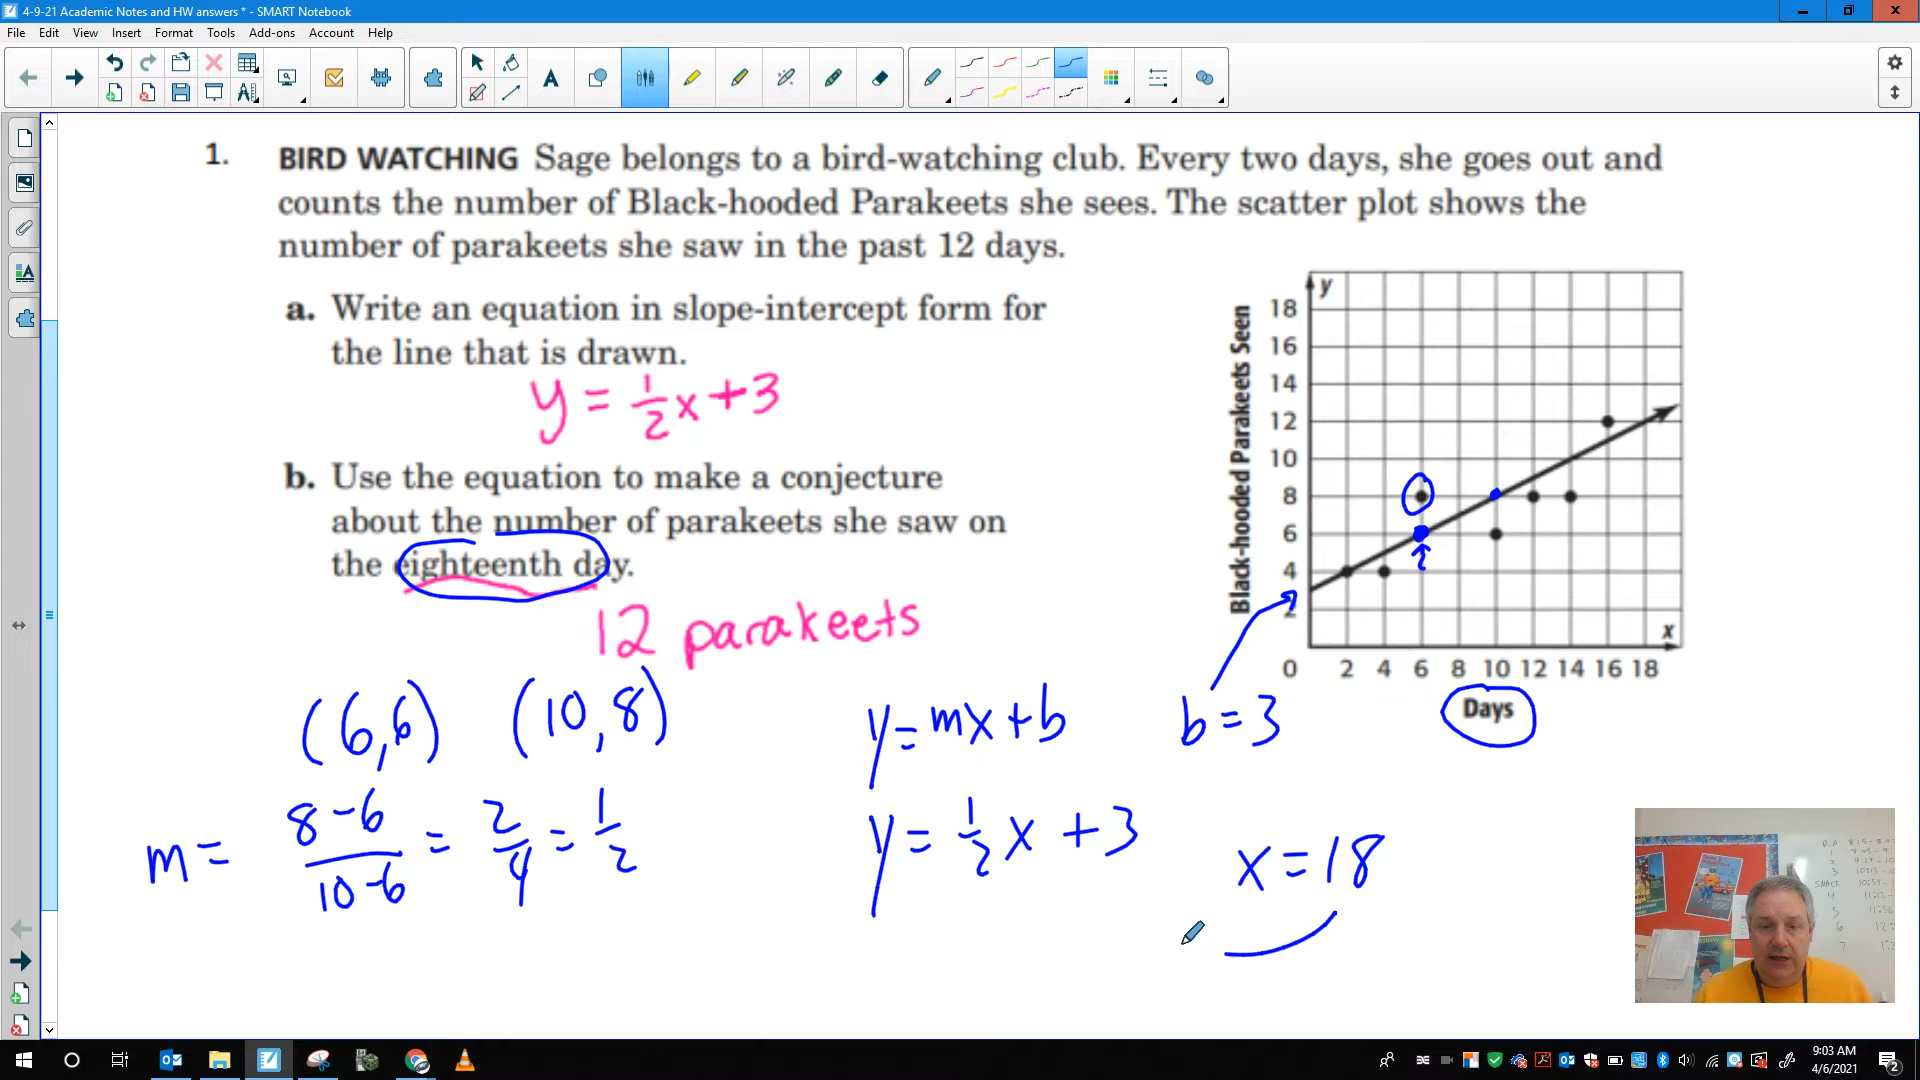 4-9-21 Academic Notes and HW answers * - SMART Notebook
File Edit View Insert Format Tools Add-ons Account Help
1. BIRD WATCHING Sage belongs to a bird-watching club. Every two days, she goes out and
counts the number of Black-hooded Parakeets she sees. The scatter plot shows the
number of parakeets she saw in the past 12 days.
a. Write an equation in slope-intercept form for
the line that is drawn.
y = 1/2 x + 3
b. Use the equation to make a conjecture
about the number of parakeets she saw on
the eighteenth day.
12 parakeets
Black-hooded Parakeets Seen
y
18
16
14
12
10
8
6
4
2
x
0 2 4 6 8 10 12 14 16 18
Days
(6,6) (10,8)
y = mx + b
b = 3
m = 8-6/10-6 = 2/4 = 1/2
y = 1/2 x + 3
x = 18
9:03 AM
4/6/2021
2